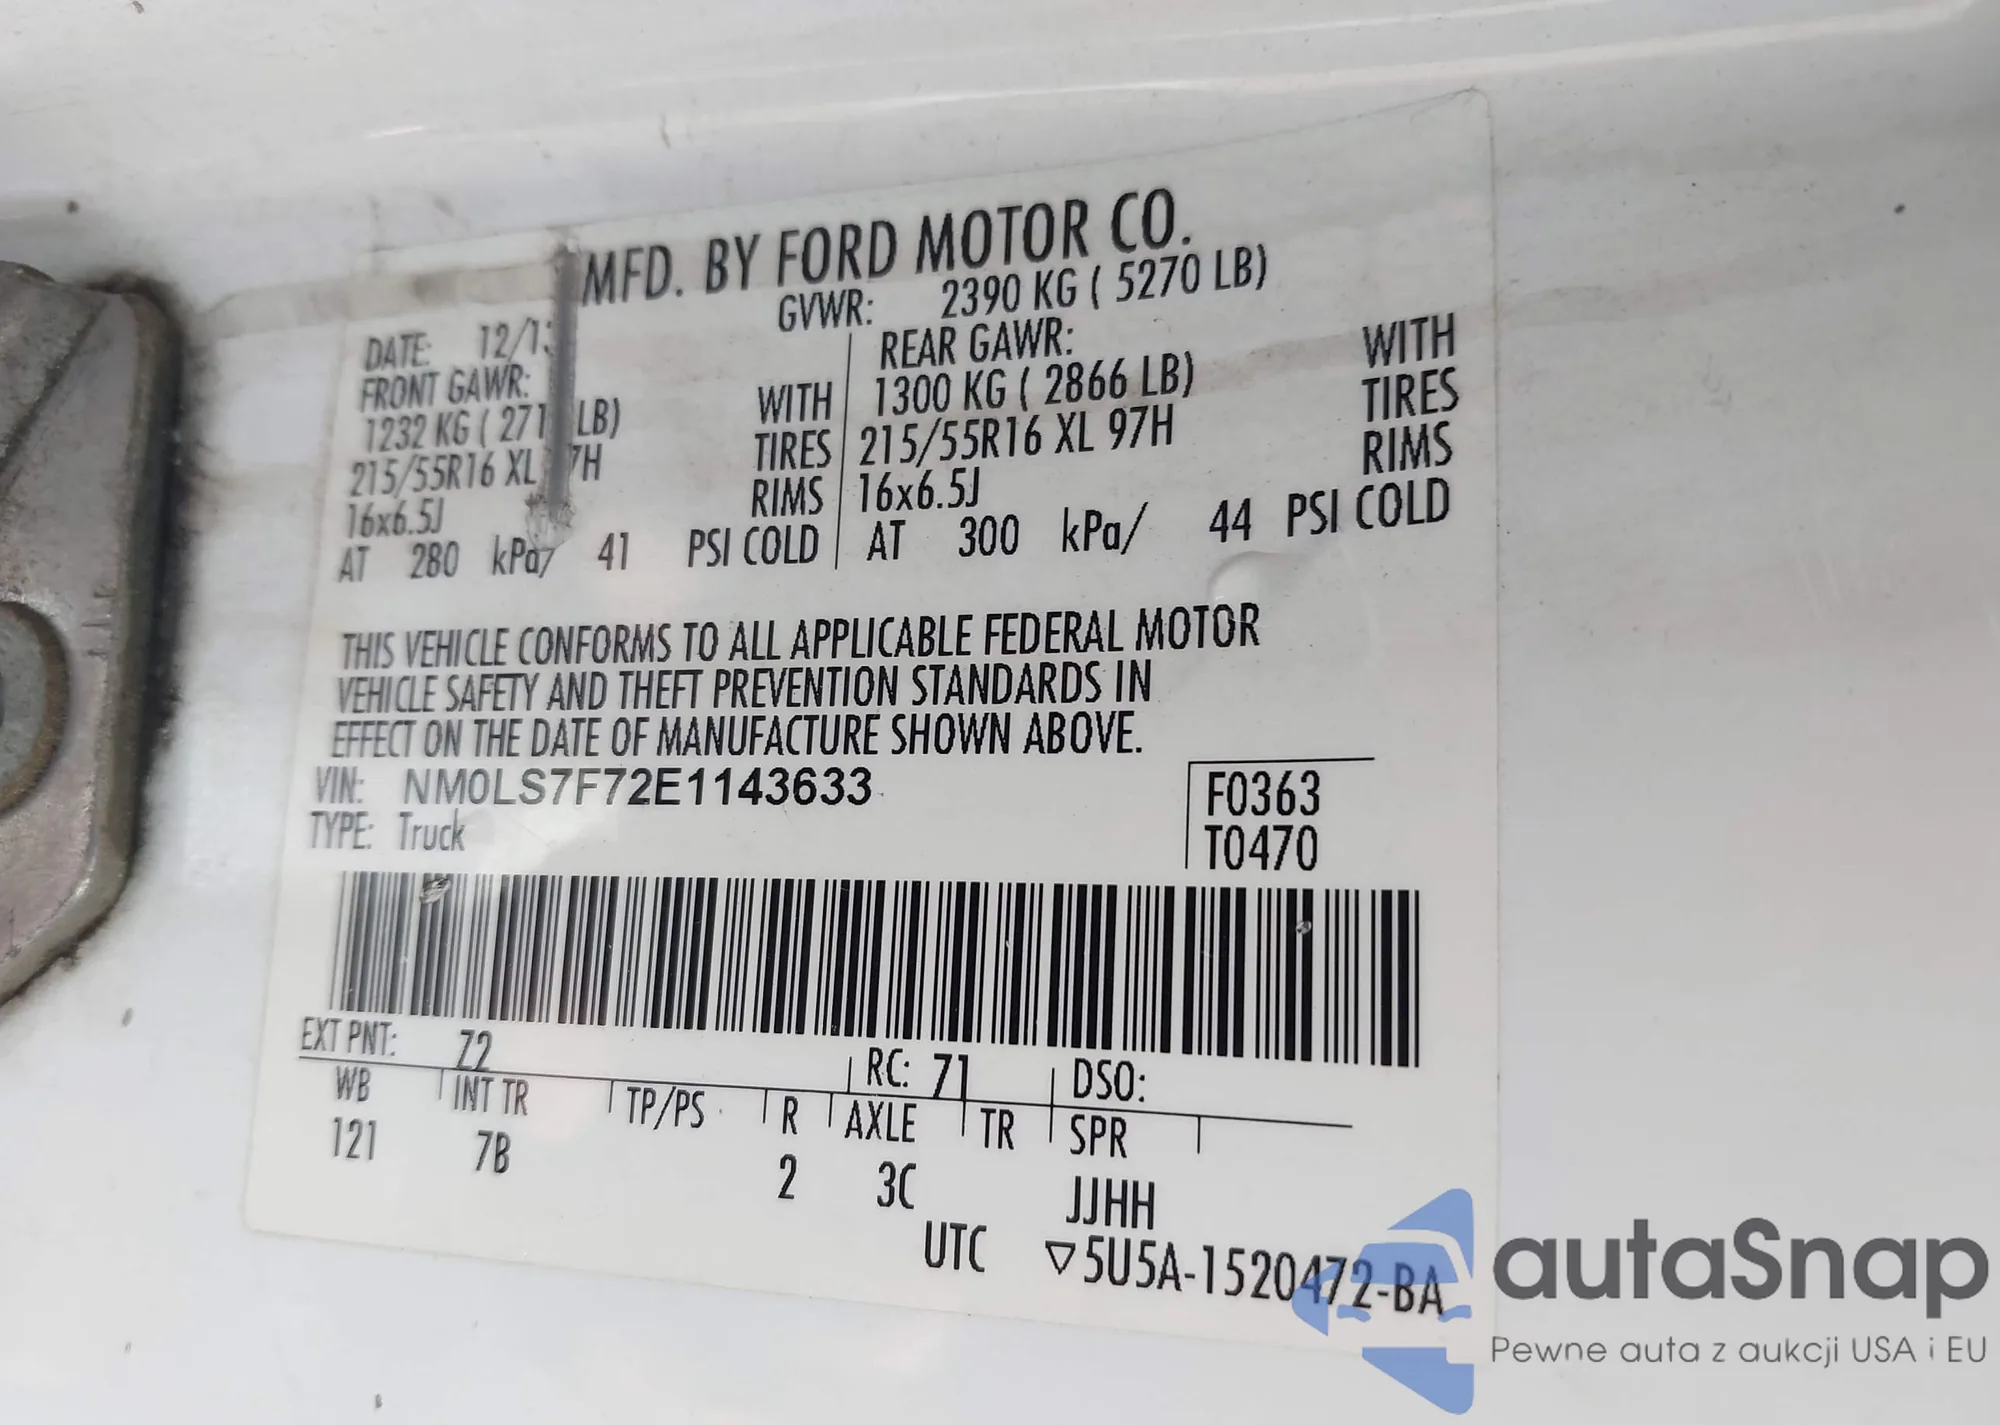 MFD. BY FORD MOTOR CO.
GVWR: 2390 KG ( 5270 LB)
DATE: 12/1
FRONT GAWR:
1232 KG ( 271 LB) WITH
215/55R16 XL 7H TIRES
16x6.5J RIMS
AT 280 kPa/ 41 PSI COLD
REAR GAWR:
1300 KG ( 2866 LB) WITH
215/55R16 XL 97H TIRES
16x6.5J RIMS
AT 300 kPa/ 44 PSI COLD
THIS VEHICLE CONFORMS TO ALL APPLICABLE FEDERAL MOTOR
VEHICLE SAFETY AND THEFT PREVENTION STANDARDS IN
EFFECT ON THE DATE OF MANUFACTURE SHOWN ABOVE.
VIN: NM0LS7F72E1143633
TYPE: Truck
F0363
T0470
EXT PNT: Z2 RC: 71 DSO:
WB INT TR TP/PS R AXLE TR SPR
121 7B 2 3C JJHH
UTC ▽5U5A-1520472-BA
autaSnap
Pewne auta z aukcji USA i EU